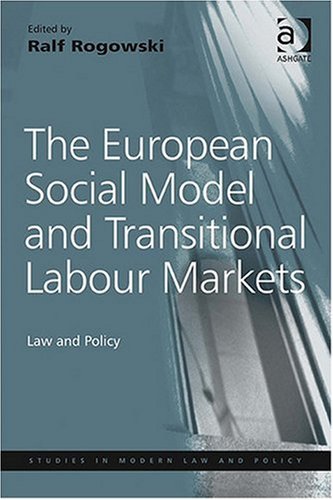 Edited by
Ralf Rogowski
ASHGATE
The European
Social Model
and Transitional
Labour Markets
Law and Policy
STUDIES IN MODERN LAW AND POLICY